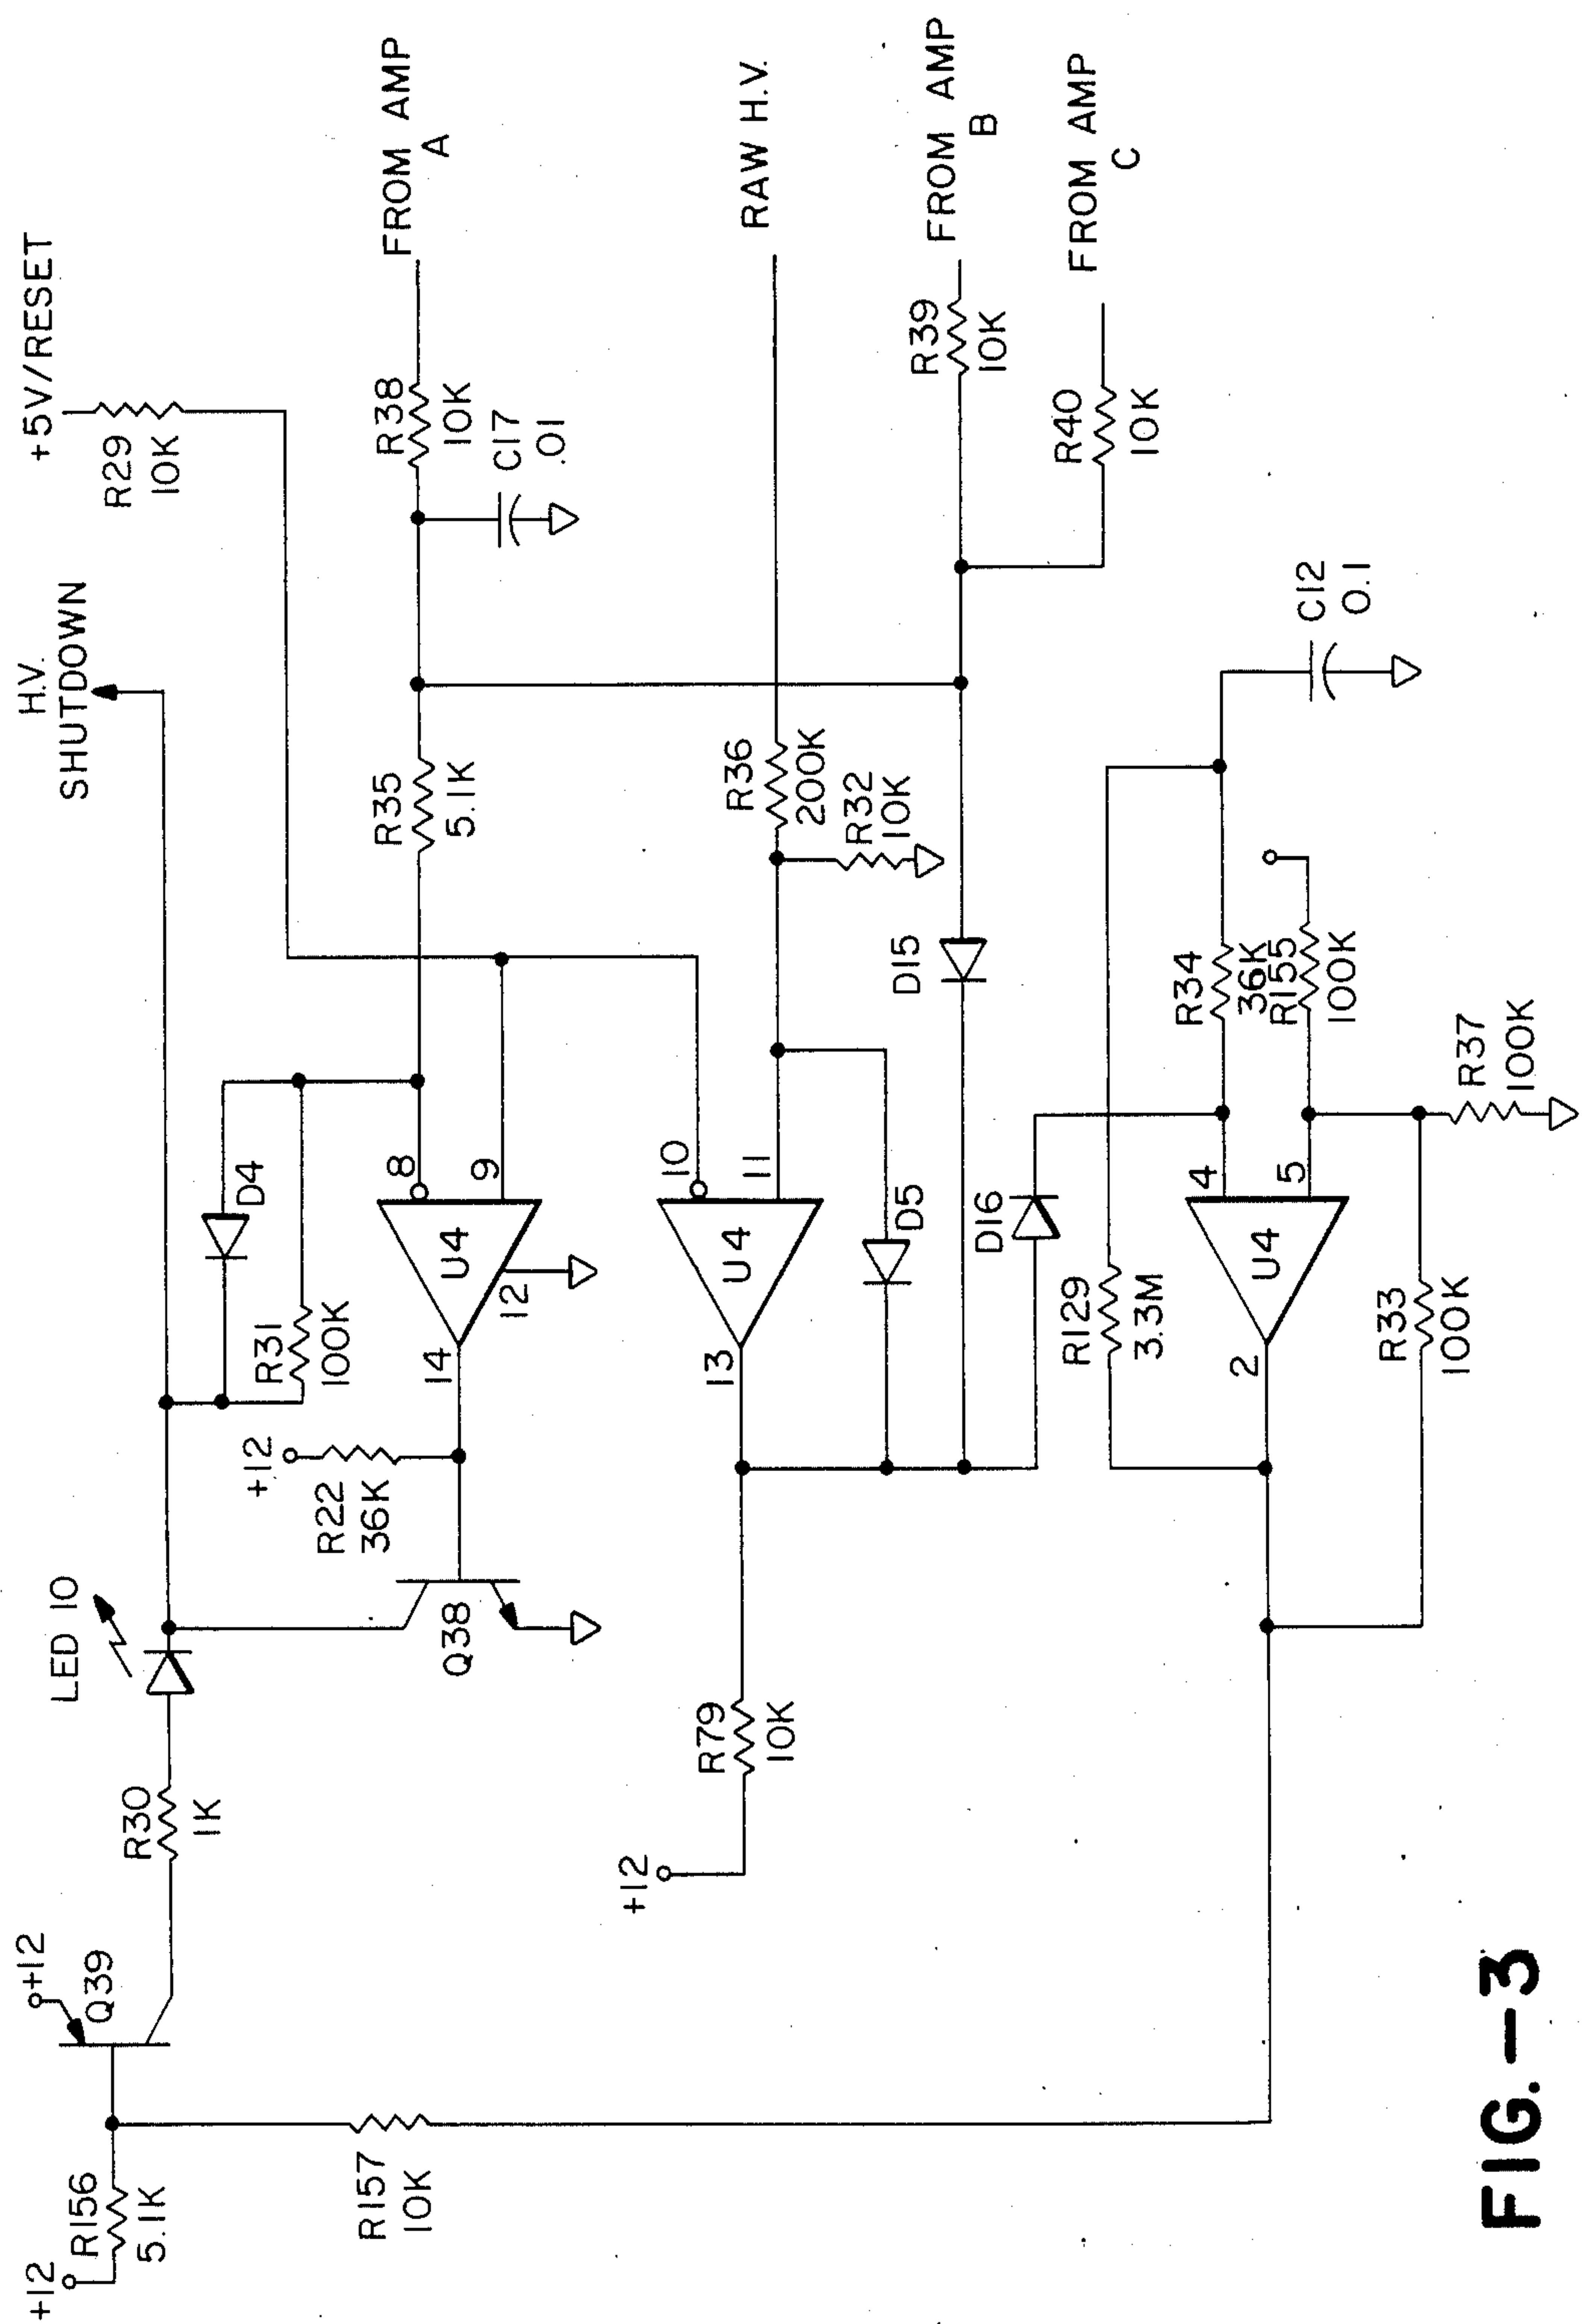 +12
R156
5.1K
+12
Q39
R157
10K
R30
1K
LED 10
+12
R22
36K
Q38
+12
R79
10K
H.V.
SHUTDOWN
+5V/RESET
R29
10K
D4
R31
100K
14
U4
8
9
12
R35
5.1K
R38
10K
C17
.01
FROM AMP
A
13
U4
10
11
D5
R36
200K
R32
10K
RAW H.V.
D15
R39
10K
FROM AMP
B
R40
10K
FROM AMP
C
D16
R129
3.3M
2
U4
4
5
R34
36K
R155
100K
C12
0.1
R33
100K
R37
100K
FIG.-3